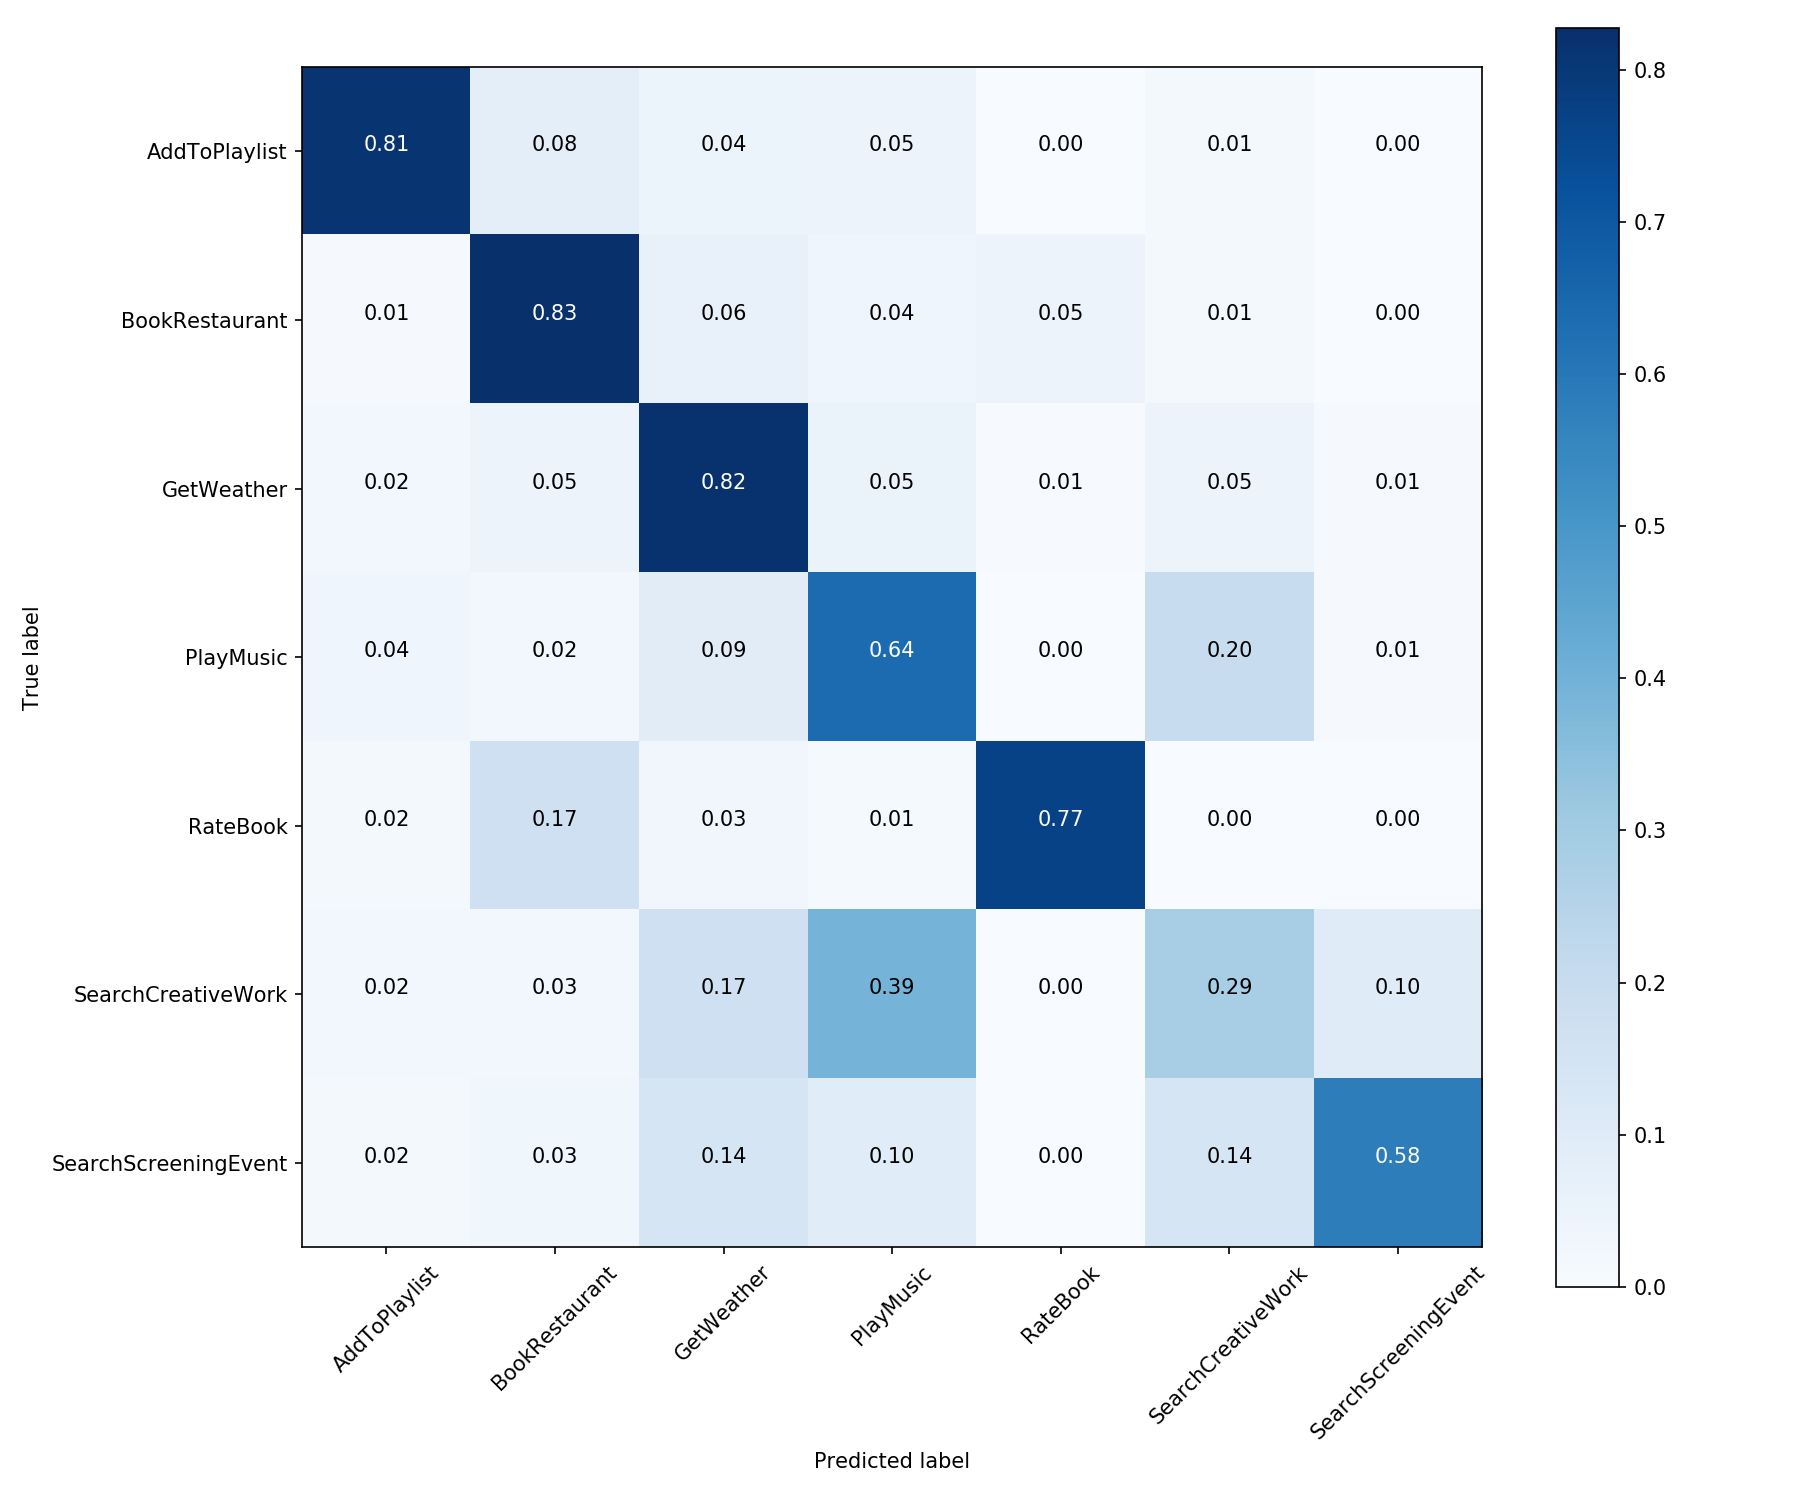 AddToPlaylist 0.81 0.08 0.04 0.05 0.00 0.01 0.00
BookRestaurant 0.01 0.83 0.06 0.04 0.05 0.01 0.00
GetWeather 0.02 0.05 0.82 0.05 0.01 0.05 0.01
PlayMusic 0.04 0.02 0.09 0.64 0.00 0.20 0.01
RateBook 0.02 0.17 0.03 0.01 0.77 0.00 0.00
SearchCreativeWork 0.02 0.03 0.17 0.39 0.00 0.29 0.10
SearchScreeningEvent 0.02 0.03 0.14 0.10 0.00 0.14 0.58
True label
AddToPlaylist
BookRestaurant
GetWeather
PlayMusic
RateBook
SearchCreativeWork
SearchScreeningEvent
Predicted label
0.8
0.7
0.6
0.5
0.4
0.3
0.2
0.1
0.0